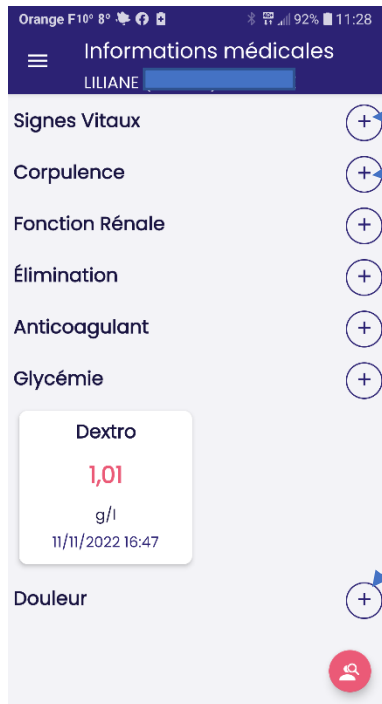 Orange F 10° 8° 92% 11:28
Informations médicales
LILIANE
Signes Vitaux
Corpulence
Fonction Rénale
Élimination
Anticoagulant
Glycémie
Dextro
1,01
g/l
11/11/2022 16:47
Douleur